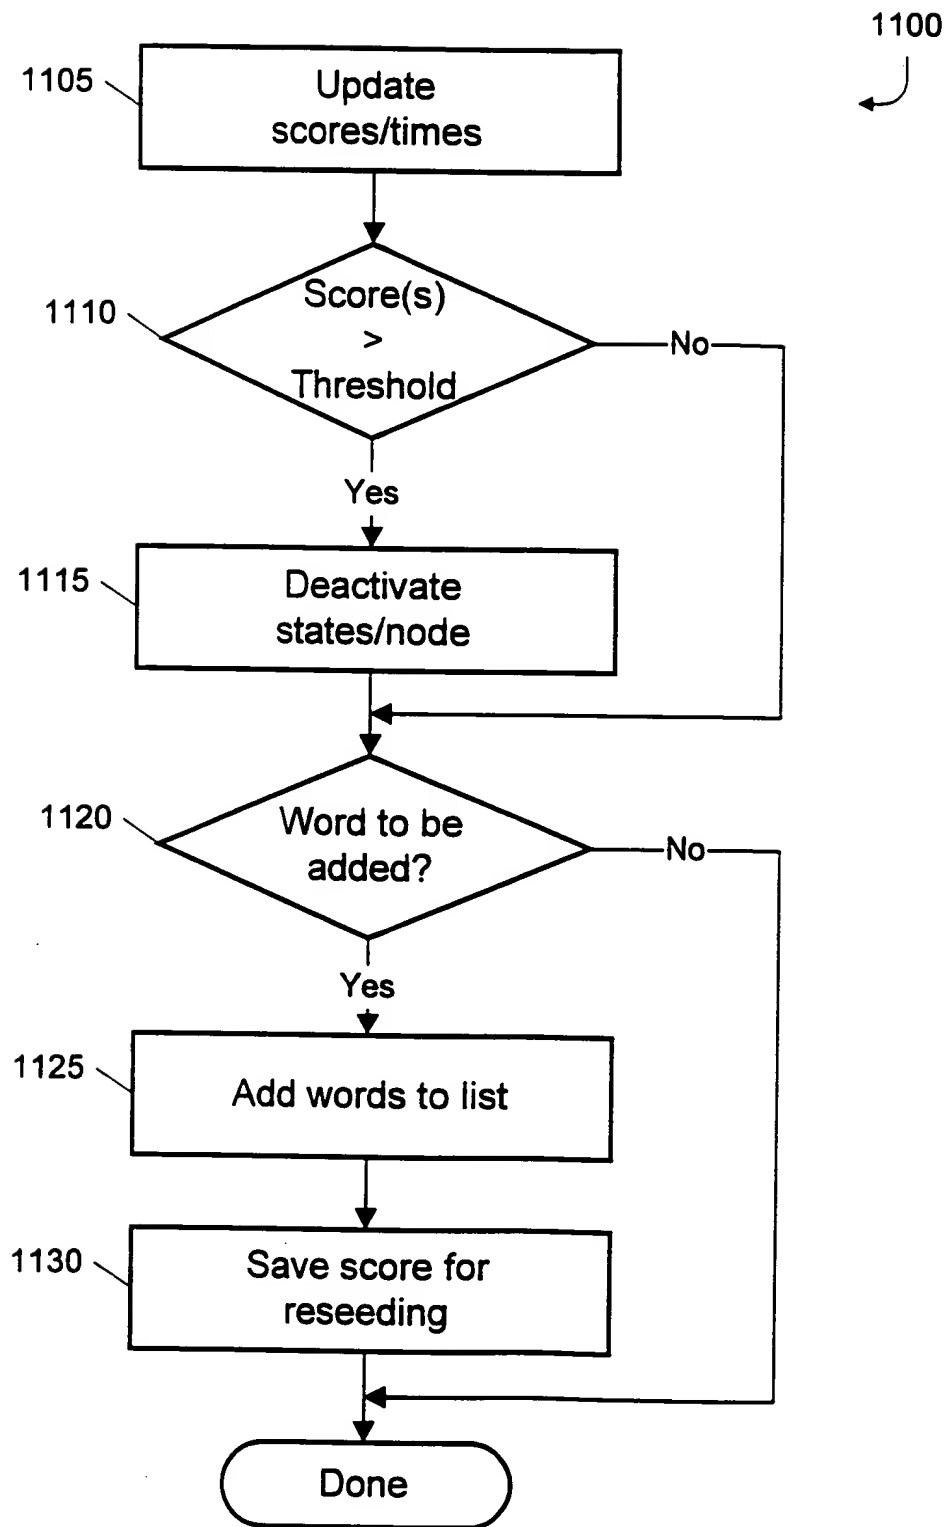 1100
1105
Update
scores/times
1110
Score(s)
>
Threshold
No
Yes
1115
Deactivate
states/node
1120
Word to be
added?
No
Yes
1125
Add words to list
1130
Save score for
reseeding
Done